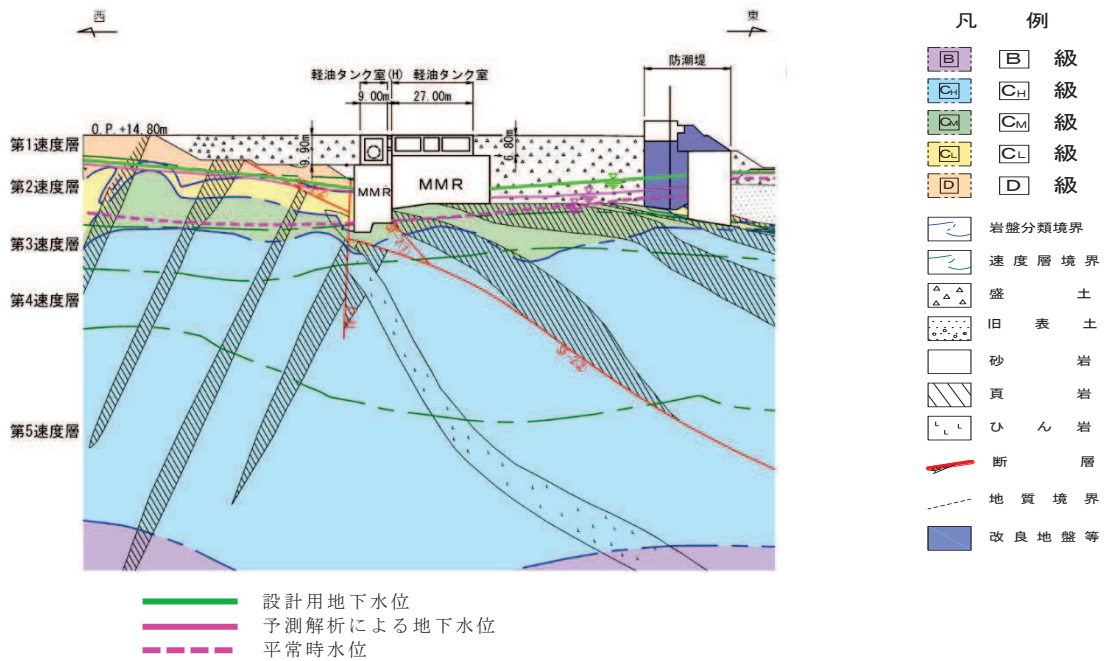 西
東
軽油タンク室(H) 軽油タンク室
9.00m 27.00m
防潮堤
O.P.+14.80m
9.90m
6.80m
第1速度層
第2速度層
第3速度層
第4速度層
第5速度層
MMR
MMR
凡 例
B B 級
CH CH 級
CM CM 級
CL CL 級
D D 級
岩盤分類境界
速度層境界
盛 土
旧 表 土
砂 岩
頁 岩
ひ ん 岩
断 層
地 質 境 界
改 良 地 盤 等
設計用地下水位
予測解析による地下水位
平常時水位